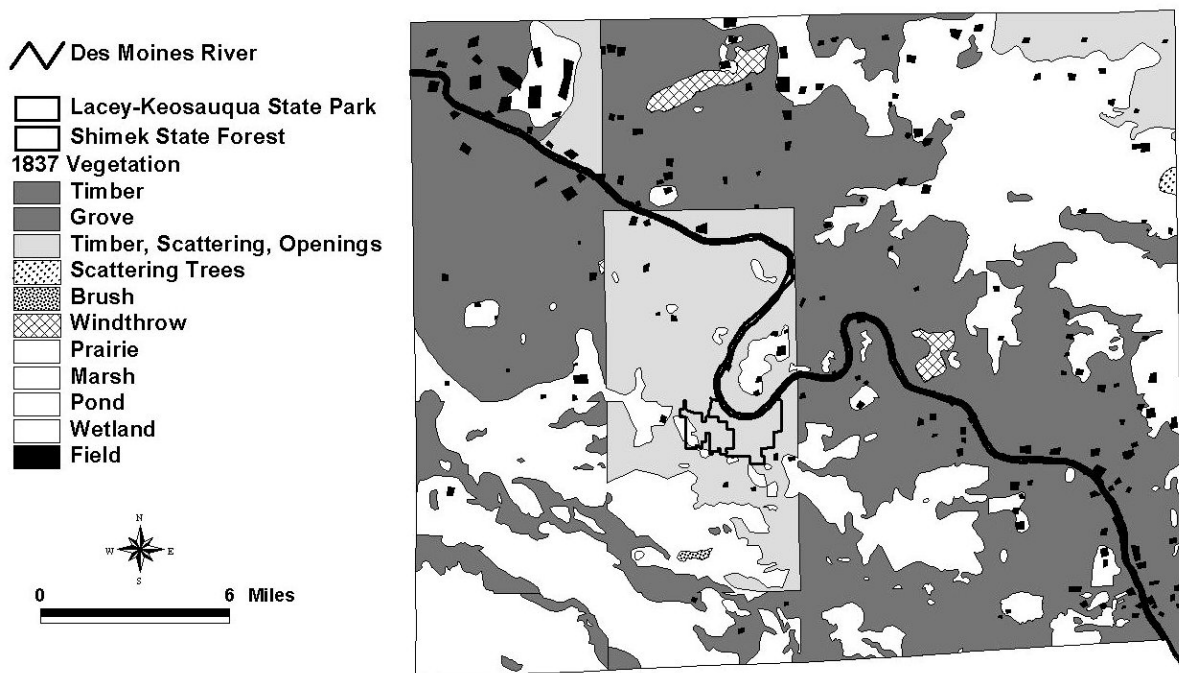 Des Moines River
Lacey-Keosauqua State Park
Shimek State Forest
1837 Vegetation
Timber
Grove
Timber, Scattering, Openings
Scattering Trees
Brush
Windthrow
Prairie
Marsh
Pond
Wetland
Field
N
W E
S
0 6 Miles